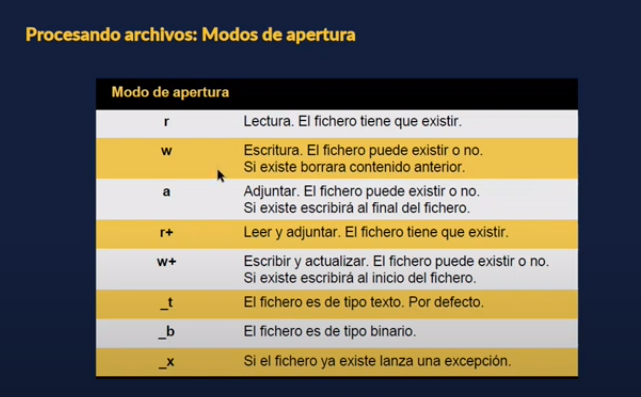 Procesando archivos: Modos de apertura
Modo de apertura
r Lectura. El fichero tiene que existir.
w Escritura. El fichero puede existir o no.
Si existe borrara contenido anterior.
a Adjuntar. El fichero puede existir o no.
Si existe escribirá al final del fichero.
r+ Leer y adjuntar. El fichero tiene que existir.
w+ Escribir y actualizar. El fichero puede existir o no.
Si existe escribirá al inicio del fichero.
_t El fichero es de tipo texto. Por defecto.
_b El fichero es de tipo binario.
_x Si el fichero ya existe lanza una excepción.